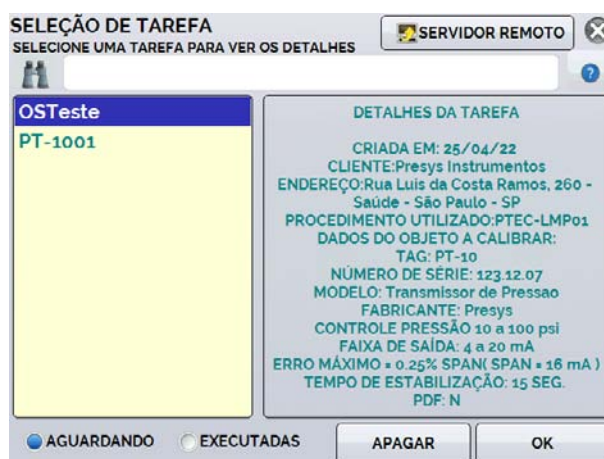 SELEÇÃO DE TAREFA
SELECIONE UMA TAREFA PARA VER OS DETALHES
SERVIDOR REMOTO
OSTeste
PT-1001
DETALHES DA TAREFA
CRIADA EM: 25/04/22
CLIENTE:Presys Instrumentos
ENDEREÇO:Rua Luis da Costa Ramos, 260 -
Saúde - São Paulo - SP
PROCEDIMENTO UTILIZADO:PTEC-LMP01
DADOS DO OBJETO A CALIBRAR:
TAG: PT-10
NÚMERO DE SÉRIE: 123.12.07
MODELO: Transmissor de Pressao
FABRICANTE: Presys
CONTROLE PRESSÃO 10 a 100 psi
FAIXA DE SAÍDA: 4 a 20 mA
ERRO MÁXIMO = 0.25% SPAN( SPAN = 16 mA )
TEMPO DE ESTABILIZAÇÃO: 15 SEG.
PDF: N
AGUARDANDO
EXECUTADAS
APAGAR
OK